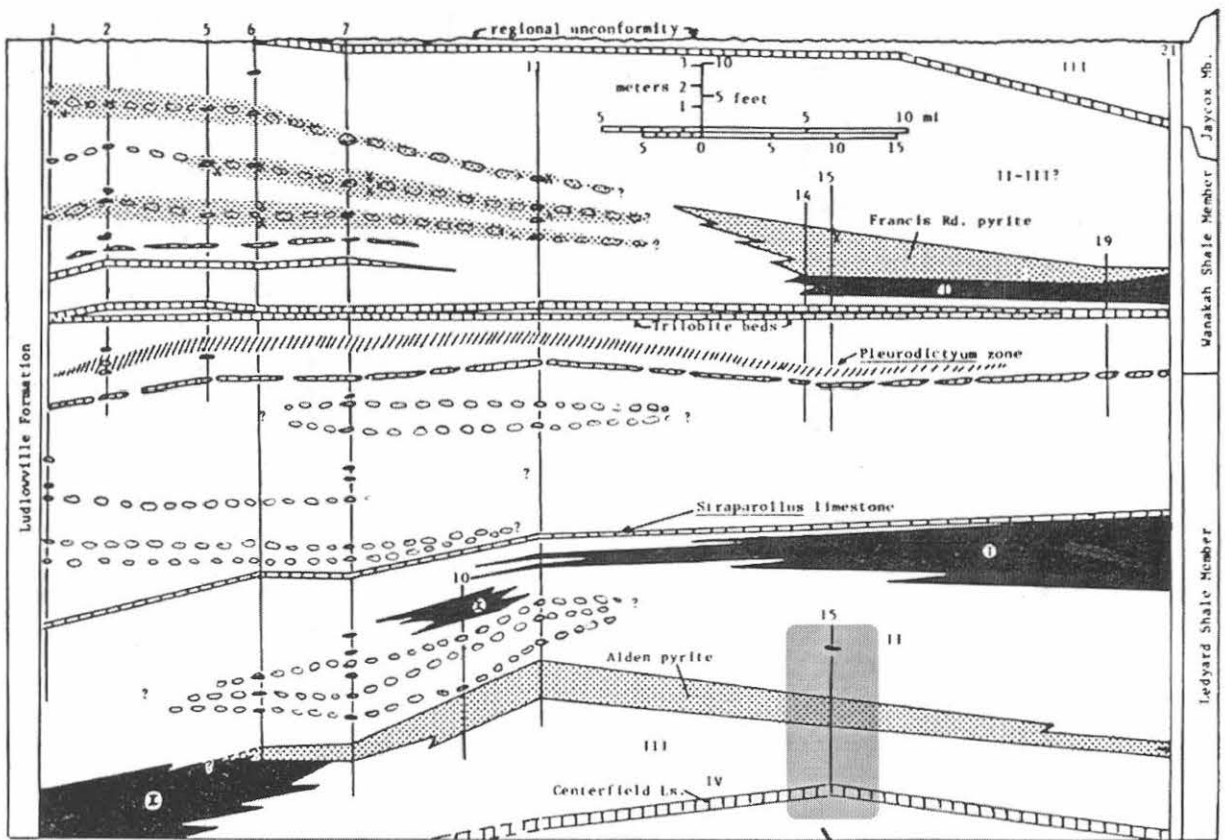 1
2
5
6
7
regional unconformity
11
III
21
3
10
meters 2
5 feet
1
5
5
10 mi
5
0
5
10
15
15
II-III?
14
Francis Rd. pyrite
19
?
?
?
Trilobite beds
Pleurodictyum zone
?
?
?
Straparollus limestone
?
I
10
I
?
15
II
Alden pyrite
?
III
?
I
IV
Centerfield Ls.
Ludlowville Formation
Jaycox Mb.
Wanakah Shale Member
Ledyard Shale Member